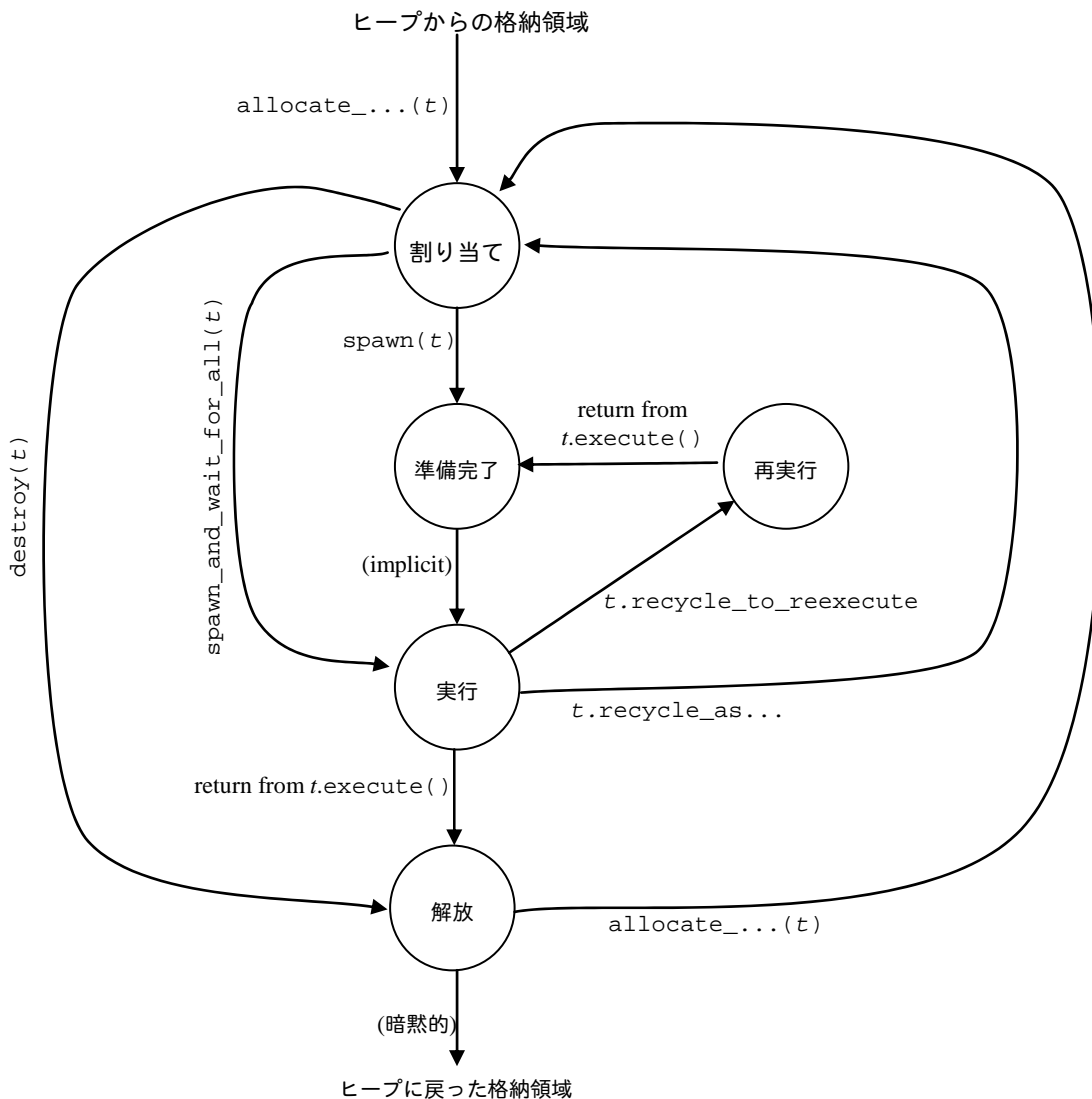 ヒープからの格納領域
allocate_...(t)
割り当て
spawn(t)
spawn_and_wait_for_all(t)
destroy(t)
return from
t.execute()
準備完了
再実行
(implicit)
t.recycle_to_reexecute
実行
t.recycle_as...
return from t.execute()
解放
allocate_...(t)
(暗黙的)
ヒープに戻った格納領域